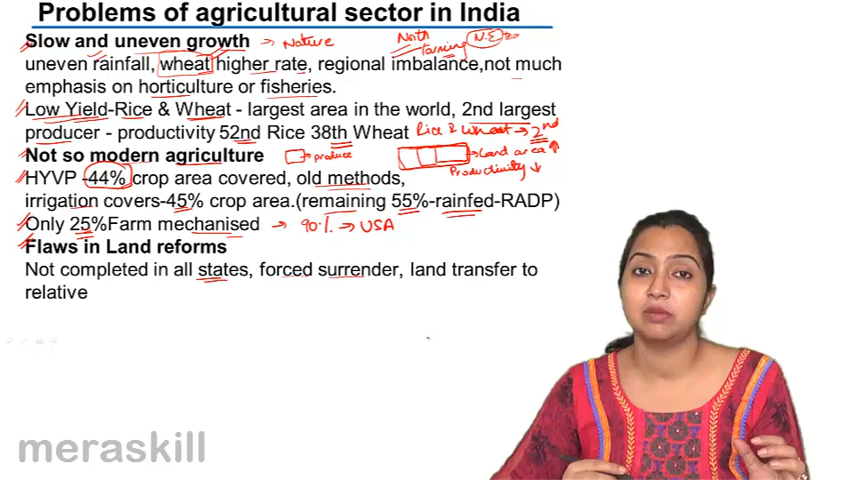 Problems of agricultural sector in India
Slow and uneven growth → Nature North farming N.E
uneven rainfall, wheat higher rate, regional imbalance,not much
emphasis on horticulture or fisheries.
Low Yield-Rice & Wheat - largest area in the world, 2nd largest
producer - productivity 52nd Rice 38th Wheat Rice & Wheat → 2nd
Not so modern agriculture → produce → Land area ↑
Productivity ↓
HYVP -44% crop area covered, old methods,
irrigation covers-45% crop area.(remaining 55%-rainfed-RADP)
Only 25%Farm mechanised → 90% → USA
Flaws in Land reforms
Not completed in all states, forced surrender, land transfer to
relative
meraskill